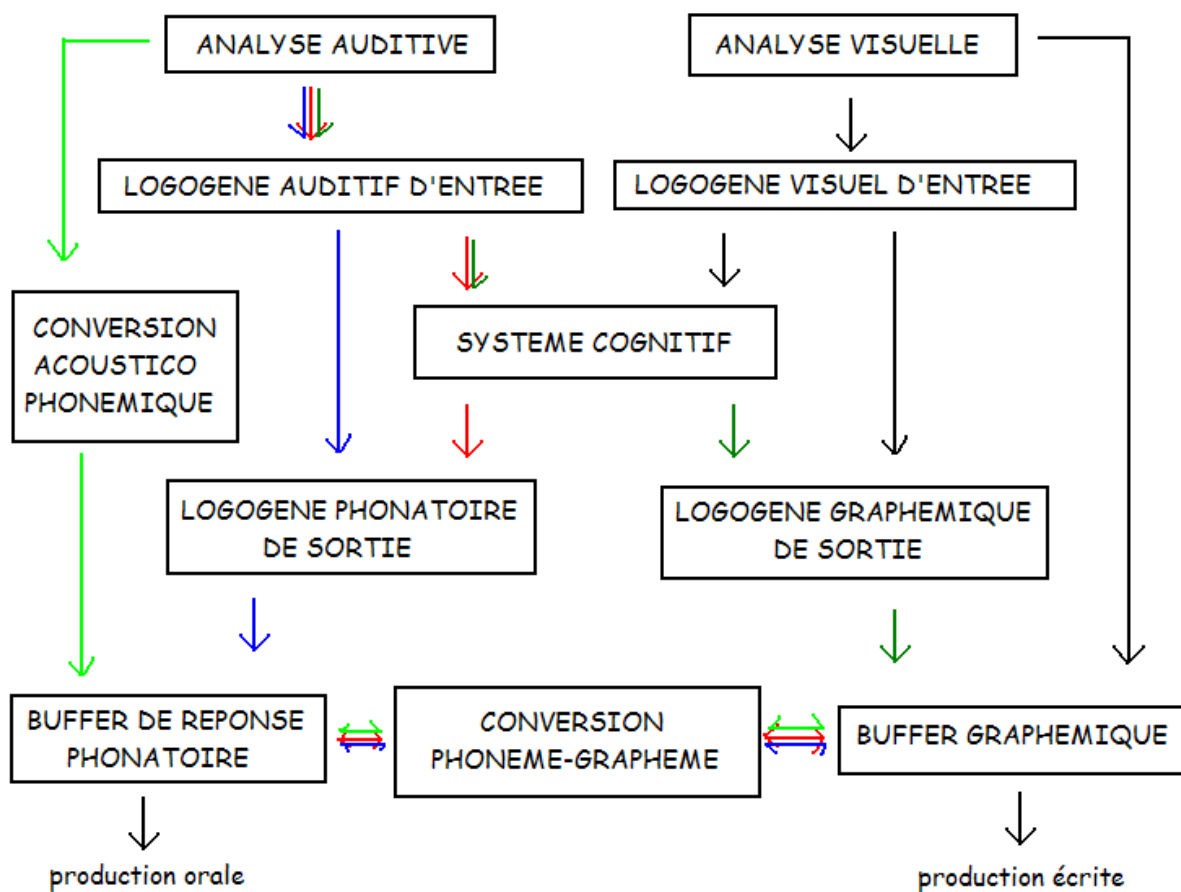 ANALYSE AUDITIVE
ANALYSE VISUELLE
LOGOGENE AUDITIF D'ENTREE
LOGOGENE VISUEL D'ENTREE
CONVERSION
ACOUSTICO
PHONEMIQUE
SYSTEME COGNITIF
LOGOGENE PHONATOIRE
DE SORTIE
LOGOGENE GRAPHEMIQUE
DE SORTIE
BUFFER DE REPONSE
PHONATOIRE
CONVERSION
PHONEME-GRAPHEME
BUFFER GRAPHEMIQUE
production orale
production écrite